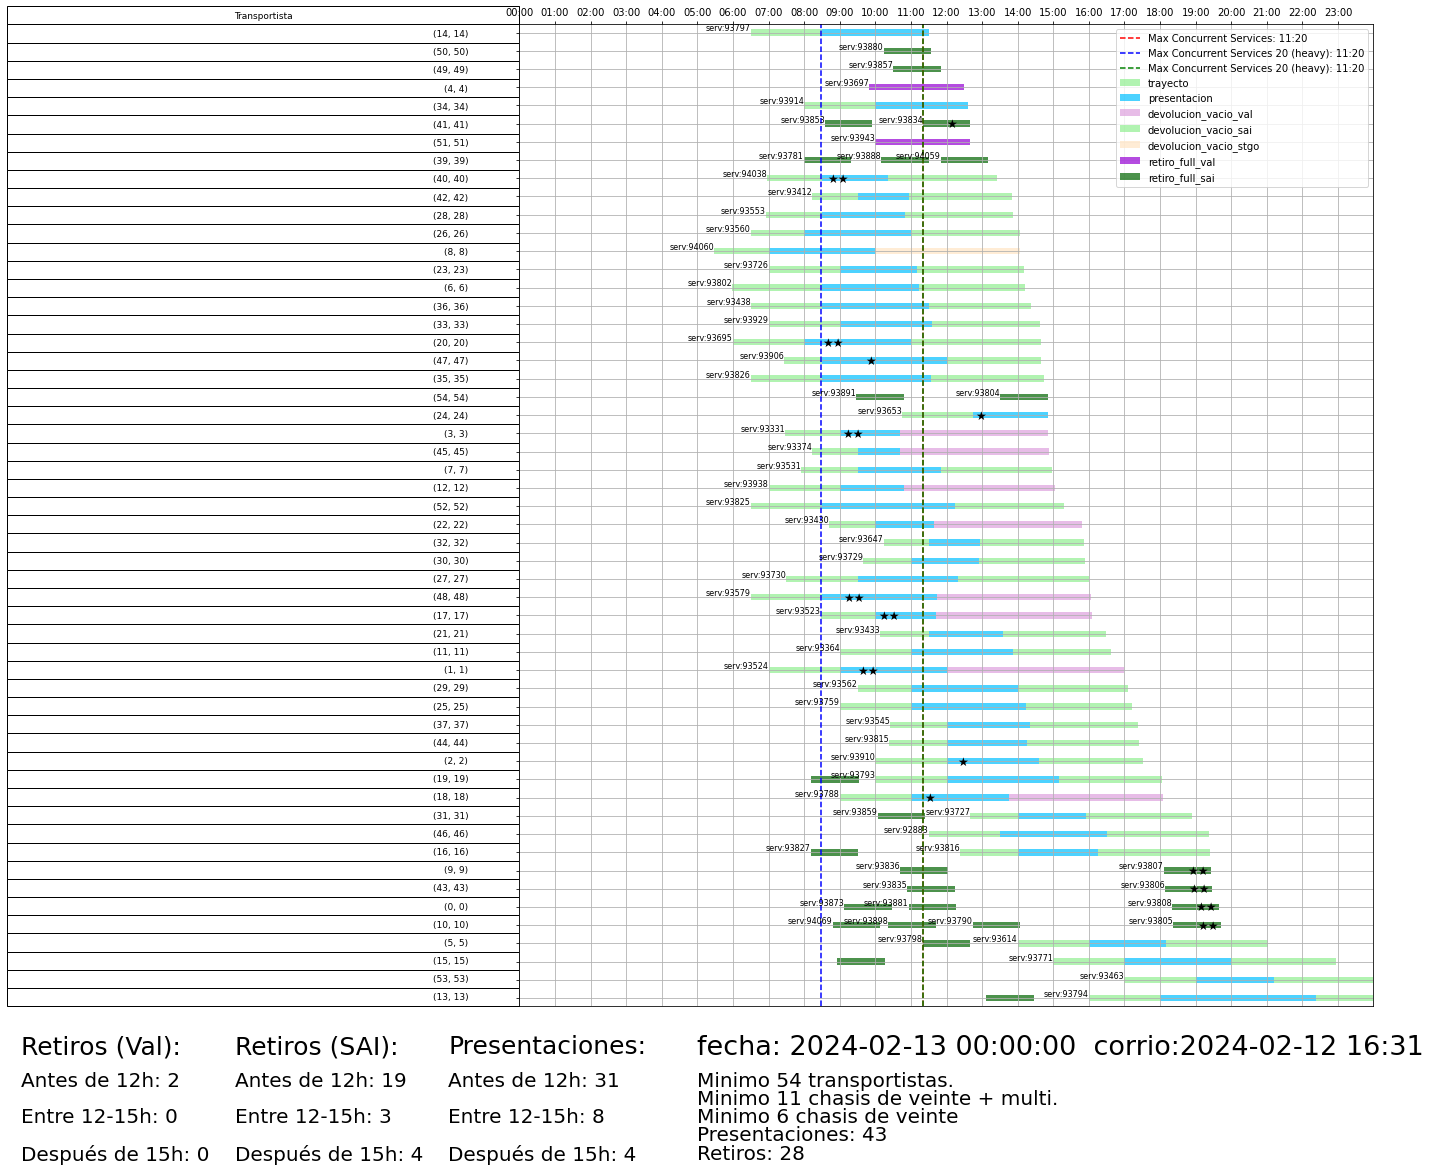 Transportista
00:00 01:00 02:00 03:00 04:00 05:00 06:00 07:00 08:00 09:00 10:00 11:00 12:00 13:00 14:00 15:00 16:00 17:00 18:00 19:00 20:00 21:00 22:00 23:00
(14, 14) serv:93797
(50, 50) serv:93880
(49, 49) serv:93857
(4, 4) serv:93697
(34, 34) serv:93914
(41, 41) serv:93853 serv:93834
(51, 51) serv:93943
(39, 39) serv:93781 serv:93888 serv:94059
(40, 40) serv:94038
(42, 42) serv:93412
(28, 28) serv:93553
(26, 26) serv:93560
(8, 8) serv:94060
(23, 23) serv:93726
(6, 6) serv:93802
(36, 36) serv:93438
(33, 33) serv:93929
(20, 20) serv:93695
(47, 47) serv:93906
(35, 35) serv:93826
(54, 54) serv:93891 serv:93804
(24, 24) serv:93653
(3, 3) serv:93331
(45, 45) serv:93374
(7, 7) serv:93531
(12, 12) serv:93938
(52, 52) serv:93825
(22, 22) serv:93430
(32, 32) serv:93647
(30, 30) serv:93729
(27, 27) serv:93730
(48, 48) serv:93579
(17, 17) serv:93523
(21, 21) serv:93433
(11, 11) serv:93364
(1, 1) serv:93524
(29, 29) serv:93562
(25, 25) serv:93759
(37, 37) serv:93545
(44, 44) serv:93815
(2, 2) serv:93910
(19, 19) serv:93793
(18, 18) serv:93788
(31, 31) serv:93859 serv:93727
(46, 46) serv:92883
(16, 16) serv:93827 serv:93816
(9, 9) serv:93836 serv:93807
(43, 43) serv:93835 serv:93806
(0, 0) serv:93873 serv:93881 serv:93808
(10, 10) serv:94069 serv:93898 serv:93790 serv:93805
(5, 5) serv:93798 serv:93614
(15, 15) serv:93771
(53, 53) serv:93463
(13, 13) serv:93794
Max Concurrent Services: 11:20
Max Concurrent Services 20 (heavy): 11:20
Max Concurrent Services 20 (heavy): 11:20
trayecto
presentacion
devolucion_vacio_val
devolucion_vacio_sai
devolucion_vacio_stgo
retiro_full_val
retiro_full_sai
Retiros (Val):
Antes de 12h: 2
Entre 12-15h: 0
Después de 15h: 0
Retiros (SAI):
Antes de 12h: 19
Entre 12-15h: 3
Después de 15h: 4
Presentaciones:
Antes de 12h: 31
Entre 12-15h: 8
Después de 15h: 4
fecha: 2024-02-13 00:00:00 corrio:2024-02-12 16:31
Minimo 54 transportistas.
Minimo 11 chasis de veinte + multi.
Minimo 6 chasis de veinte
Presentaciones: 43
Retiros: 28